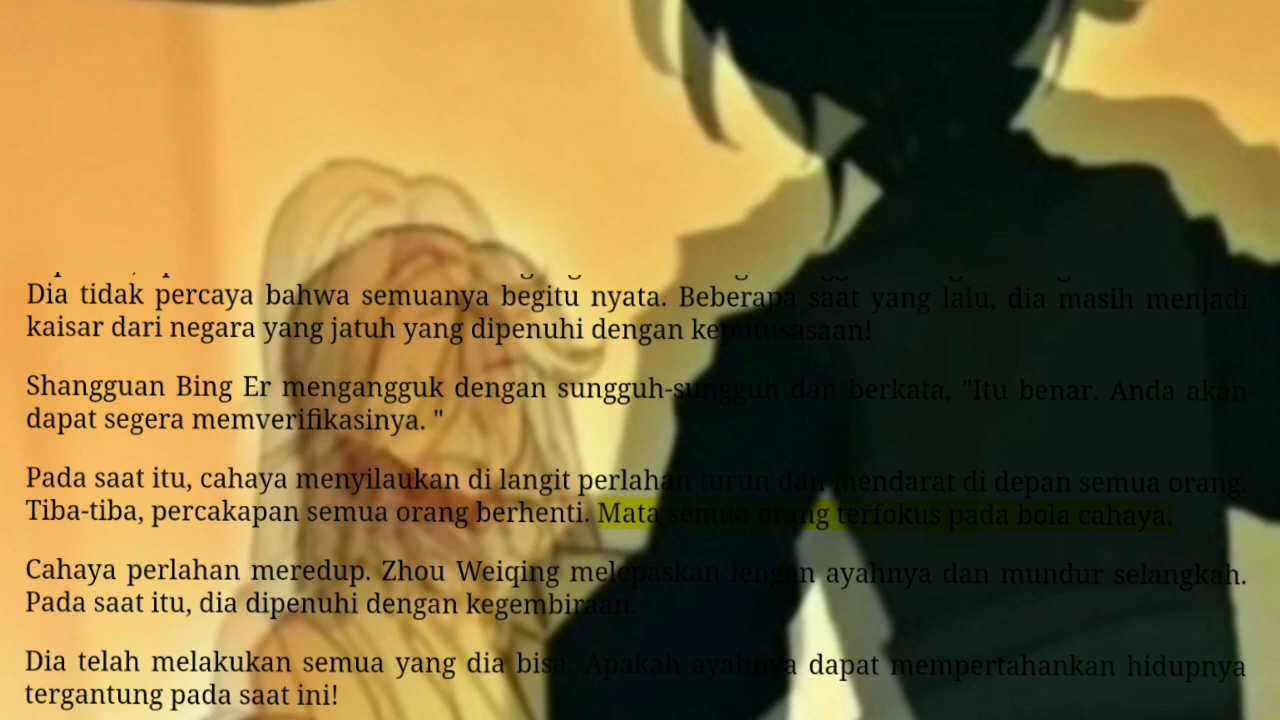 Dia tidak percaya bahwa semuanya begitu nyata. Beberapa saat yang lalu, dia masih menjadi
kaisar dari negara yang jatuh yang dipenuhi dengan keputusasaan!
Shangguan Bing Er mengangguk dengan sungguh-sungguh dan berkata, "Itu benar. Anda akan
dapat segera memverifikasinya. "
Pada saat itu, cahaya menyilaukan di langit perlahan turun dan mendarat di depan semua orang.
Tiba-tiba, percakapan semua orang berhenti. Mata semua orang terfokus pada bola cahaya.
Cahaya perlahan meredup. Zhou Weiqing melepaskan lengan ayahnya dan mundur selangkah.
Pada saat itu, dia dipenuhi dengan kegembiraan.
Dia telah melakukan semua yang dia bisa. Apakah ayahnya dapat mempertahankan hidupnya
tergantung pada saat ini!